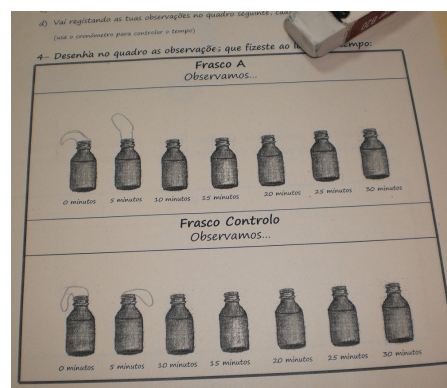 d) Vai registando as tuas observações no quadro seguinte,
(usa o cronómetro para controlar o tempo)
4- Desenha no quadro as observações que fizeste ao tempo:
Frasco A
Observamos...
0 minutos 5 minutos 10 minutos 15 minutos 20 minutos 25 minutos 30 minutos
Frasco Controlo
Observamos...
0 minutos 5 minutos 10 minutos 15 minutos 20 minutos 25 minutos 30 minutos